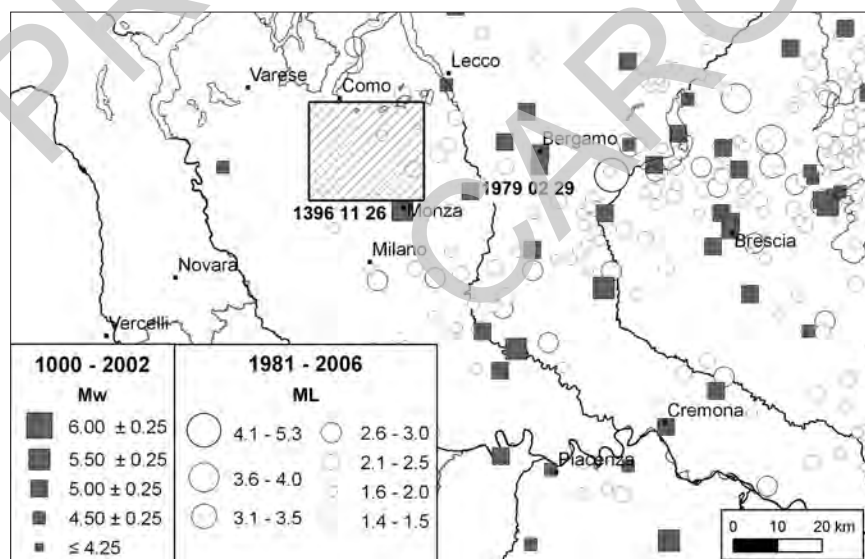 Lecco
Varese
Como
Bergamo
1979 02 29
1396 11 26
Monza
Milano
Brescia
Novara
Vercelli
1000 - 2002
Mw
6.00 ± 0.25
5.50 ± 0.25
5.00 ± 0.25
4.50 ± 0.25
≤ 4.25
1981 - 2006
ML
4.1 - 5.3
3.6 - 4.0
3.1 - 3.5
2.6 - 3.0
2.1 - 2.5
1.6 - 2.0
1.4 - 1.5
Cremona
Piacenza
0 10 20 km